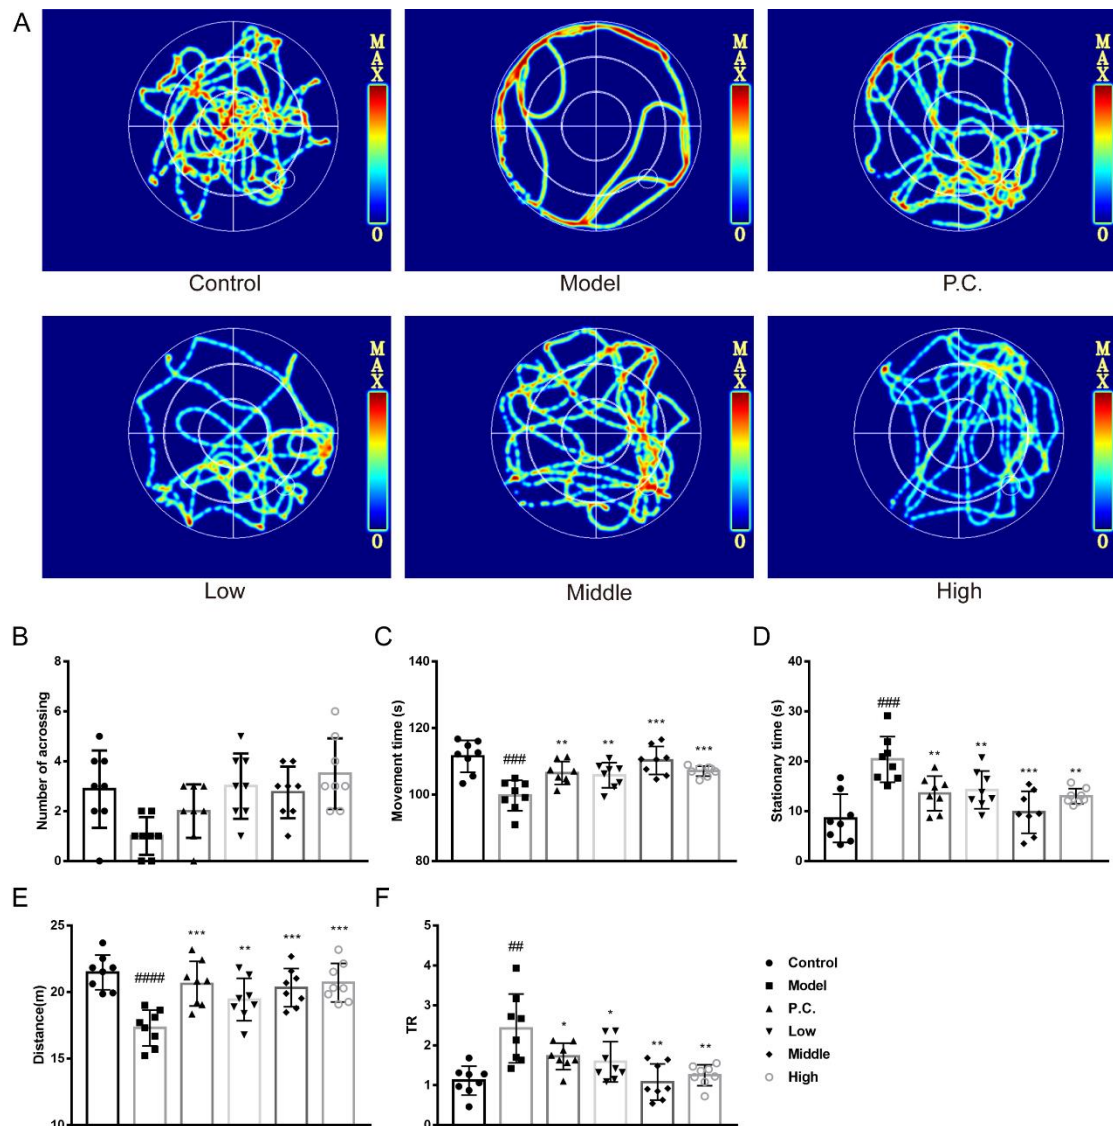 A
MAX
0
Control
MAX
0
Model
MAX
0
P.C.
MAX
0
Low
MAX
0
Middle
MAX
0
High
B
Number of acrossing
8
6
4
2
0
C
Movement time (s)
140
120
100
80
###
**
**
***
***
D
Stationary time (s)
40
30
20
10
0
###
**
**
***
**
E
Distance(m)
25
20
15
10
####
***
**
***
***
F
TR
5
4
3
2
1
0
##
*
*
**
**
Control
Model
P.C.
Low
Middle
High